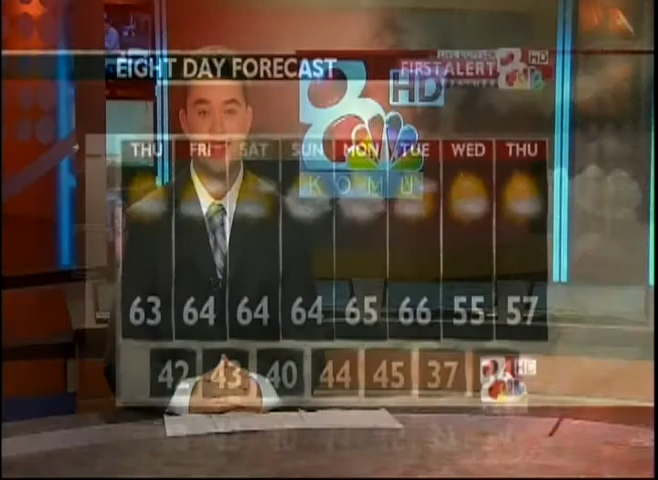 EIGHT DAY FORECAST
FIRST ALERT
HD
8
HD
THU FRI SAT SUN MON TUE WED THU
KOMU
63 64 64 64 65 66 55 57
42 43 40 44 45 37